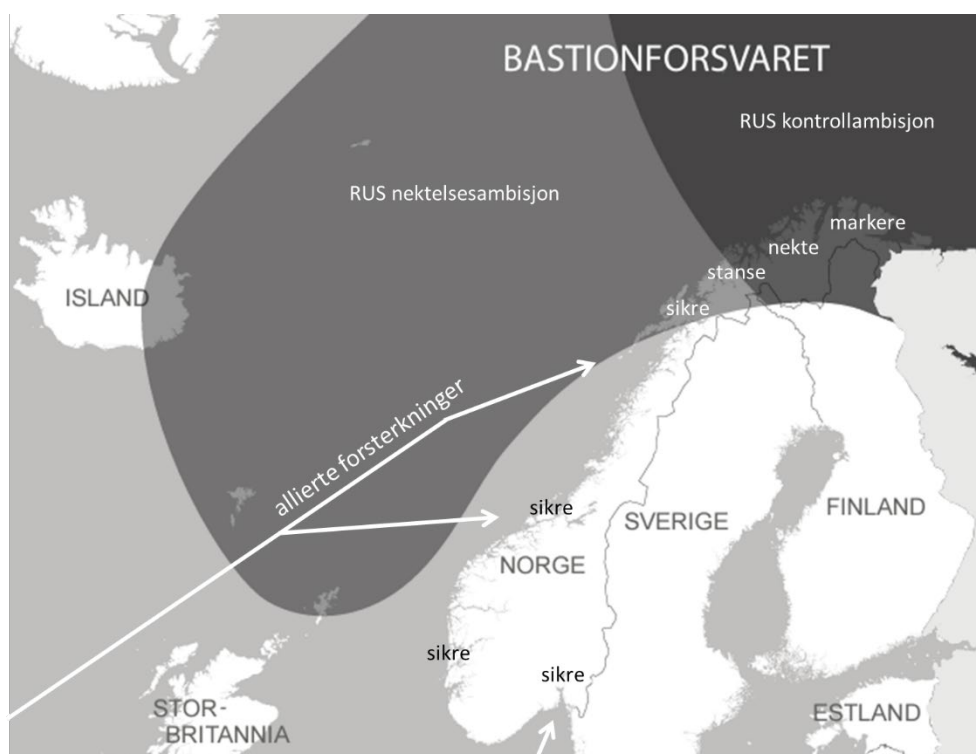 BASTIONFORSVARET
RUS kontrollambisjon
RUS nektelsesambisjon
markere
nekte
stanse
sikre
ISLAND
allierte forsterkninger
sikre
SVERIGE
FINLAND
NORGE
sikre
sikre
STOR-
BRITANNIA
ESTLAND